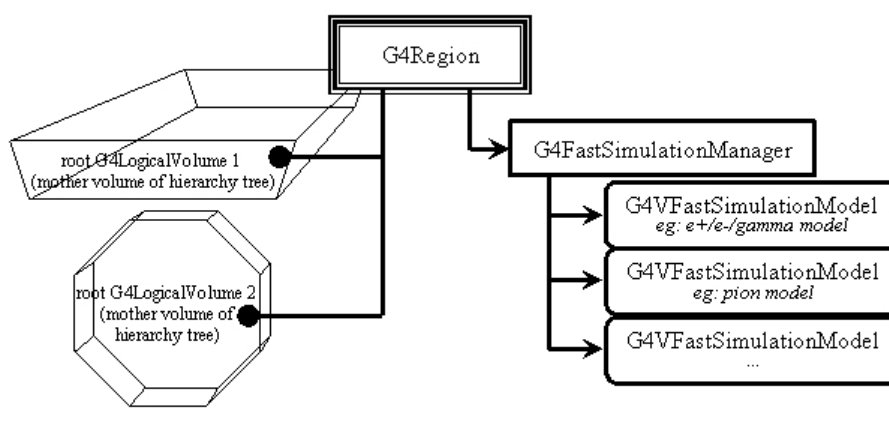 G4Region
root G4LogicalVolume 1
(mother volume of hierarchy tree)
root G4LogicalVolume 2
(mother volume of
hierarchy tree)
G4FastSimulationManager
G4VFastSimulationModel
eg: e+/e-/gamma model
G4VFastSimulationModel
eg: pion model
G4VFastSimulationModel
...